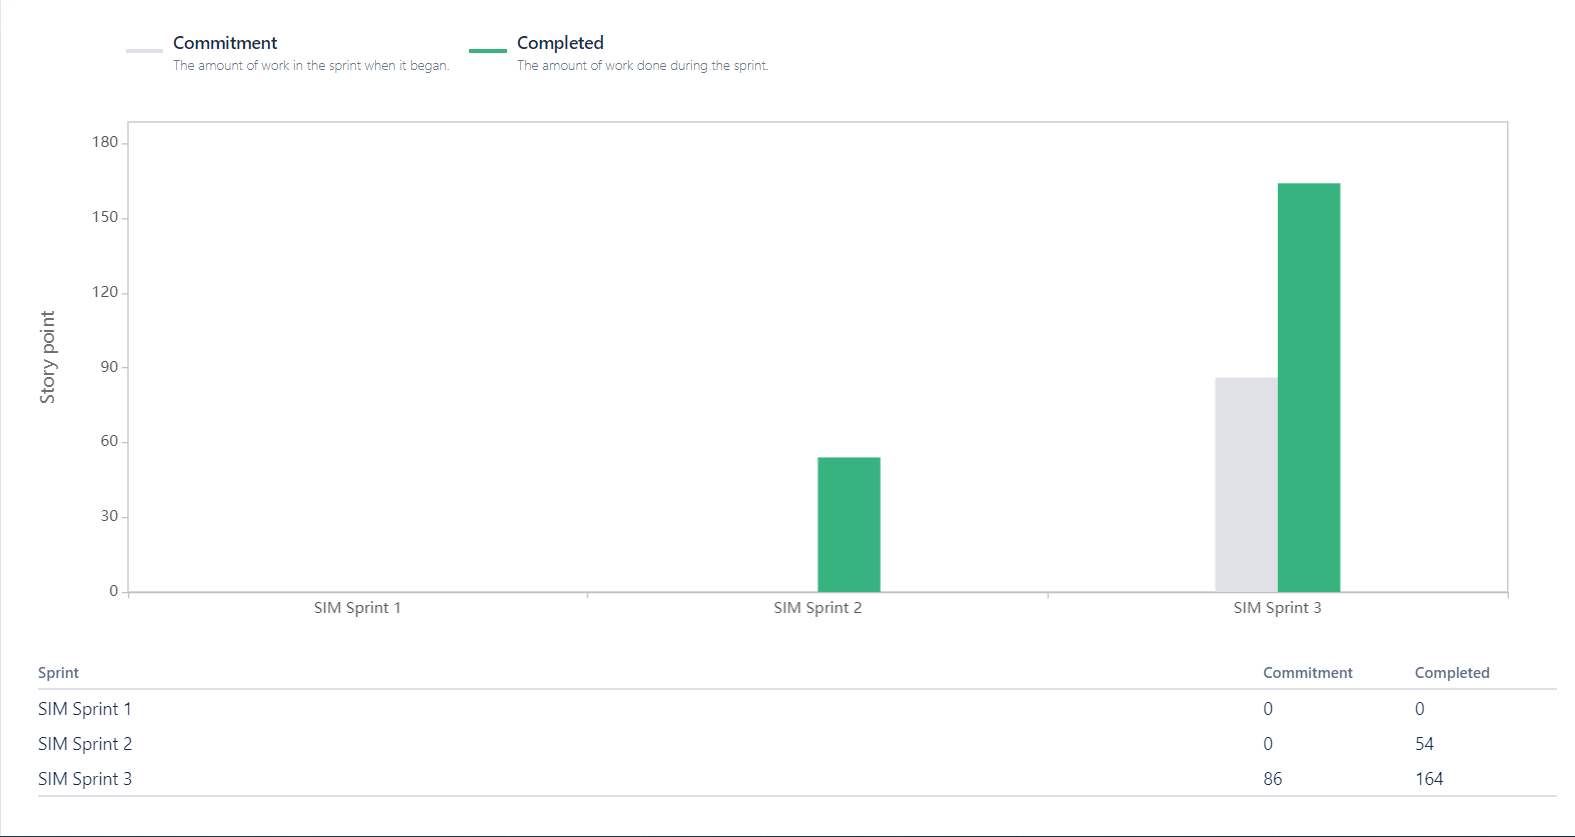 Commitment
The amount of work in the sprint when it began.
Completed
The amount of work done during the sprint.
Story point
180
150
120
90
60
30
0
SIM Sprint 1 SIM Sprint 2 SIM Sprint 3
Sprint Commitment Completed
SIM Sprint 1 0 0
SIM Sprint 2 0 54
SIM Sprint 3 86 164